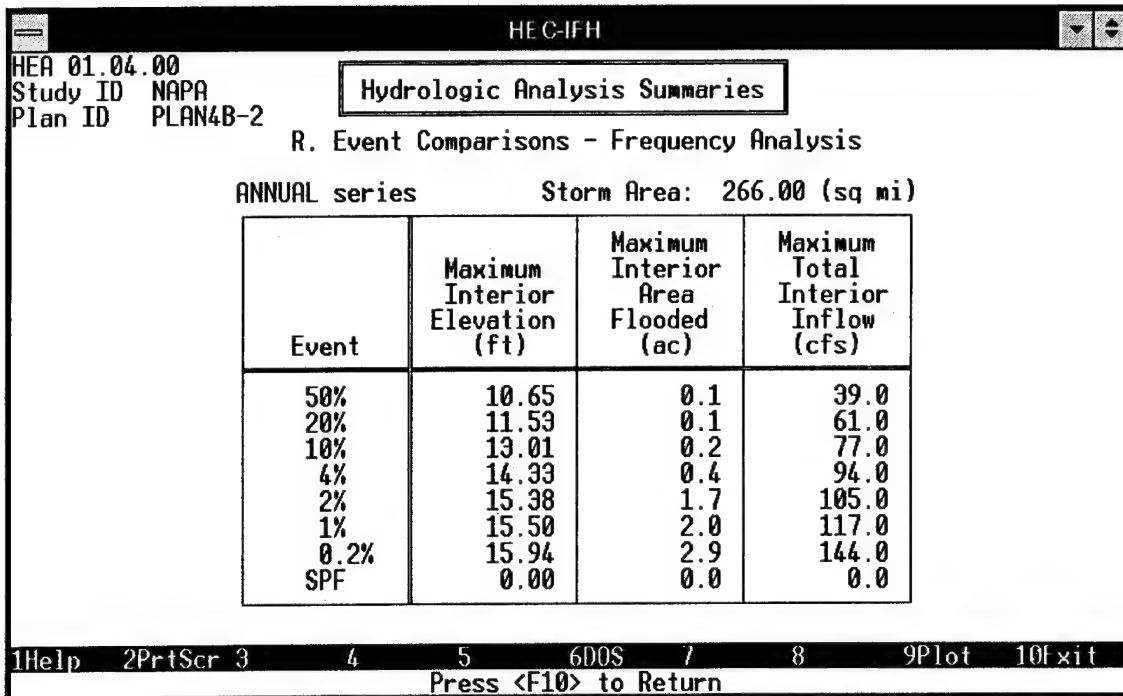 HEC-IFH
HEA 01.04.00
Study ID NAPA
Plan ID PLAN4B-2
Hydrologic Analysis Summaries
R. Event Comparisons - Frequency Analysis
ANNUAL series Storm Area: 266.00 (sq mi)
Event
Maximum
Interior
Elevation
(ft)
Maximum
Interior
Area
Flooded
(ac)
Maximum
Total
Interior
Inflow
(cfs)
50% 10.65 0.1 39.0
20% 11.53 0.1 61.0
10% 13.01 0.2 77.0
4% 14.33 0.4 94.0
2% 15.38 1.7 105.0
1% 15.50 2.0 117.0
0.2% 15.94 2.9 144.0
SPF 0.00 0.0 0.0
1Help 2PrtScr 3 4 5 6DOS 7 8 9Plot 10Exit
Press <F10> to Return